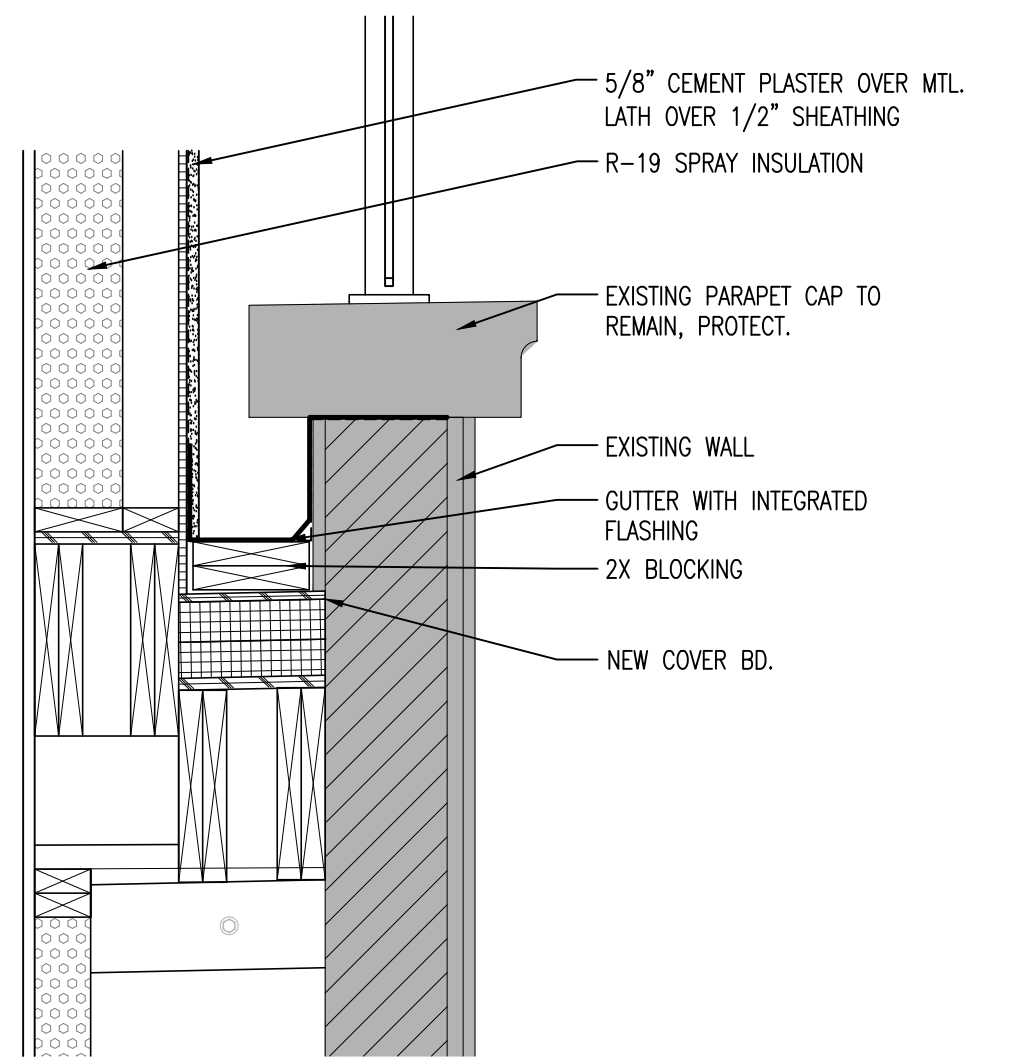 5/8” CEMENT PLASTER OVER MTL.
LATH OVER 1/2” SHEATHING
R-19 SPRAY INSULATION
EXISTING PARAPET CAP TO
REMAIN, PROTECT.
EXISTING WALL
GUTTER WITH INTEGRATED
FLASHING
2X BLOCKING
NEW COVER BD.